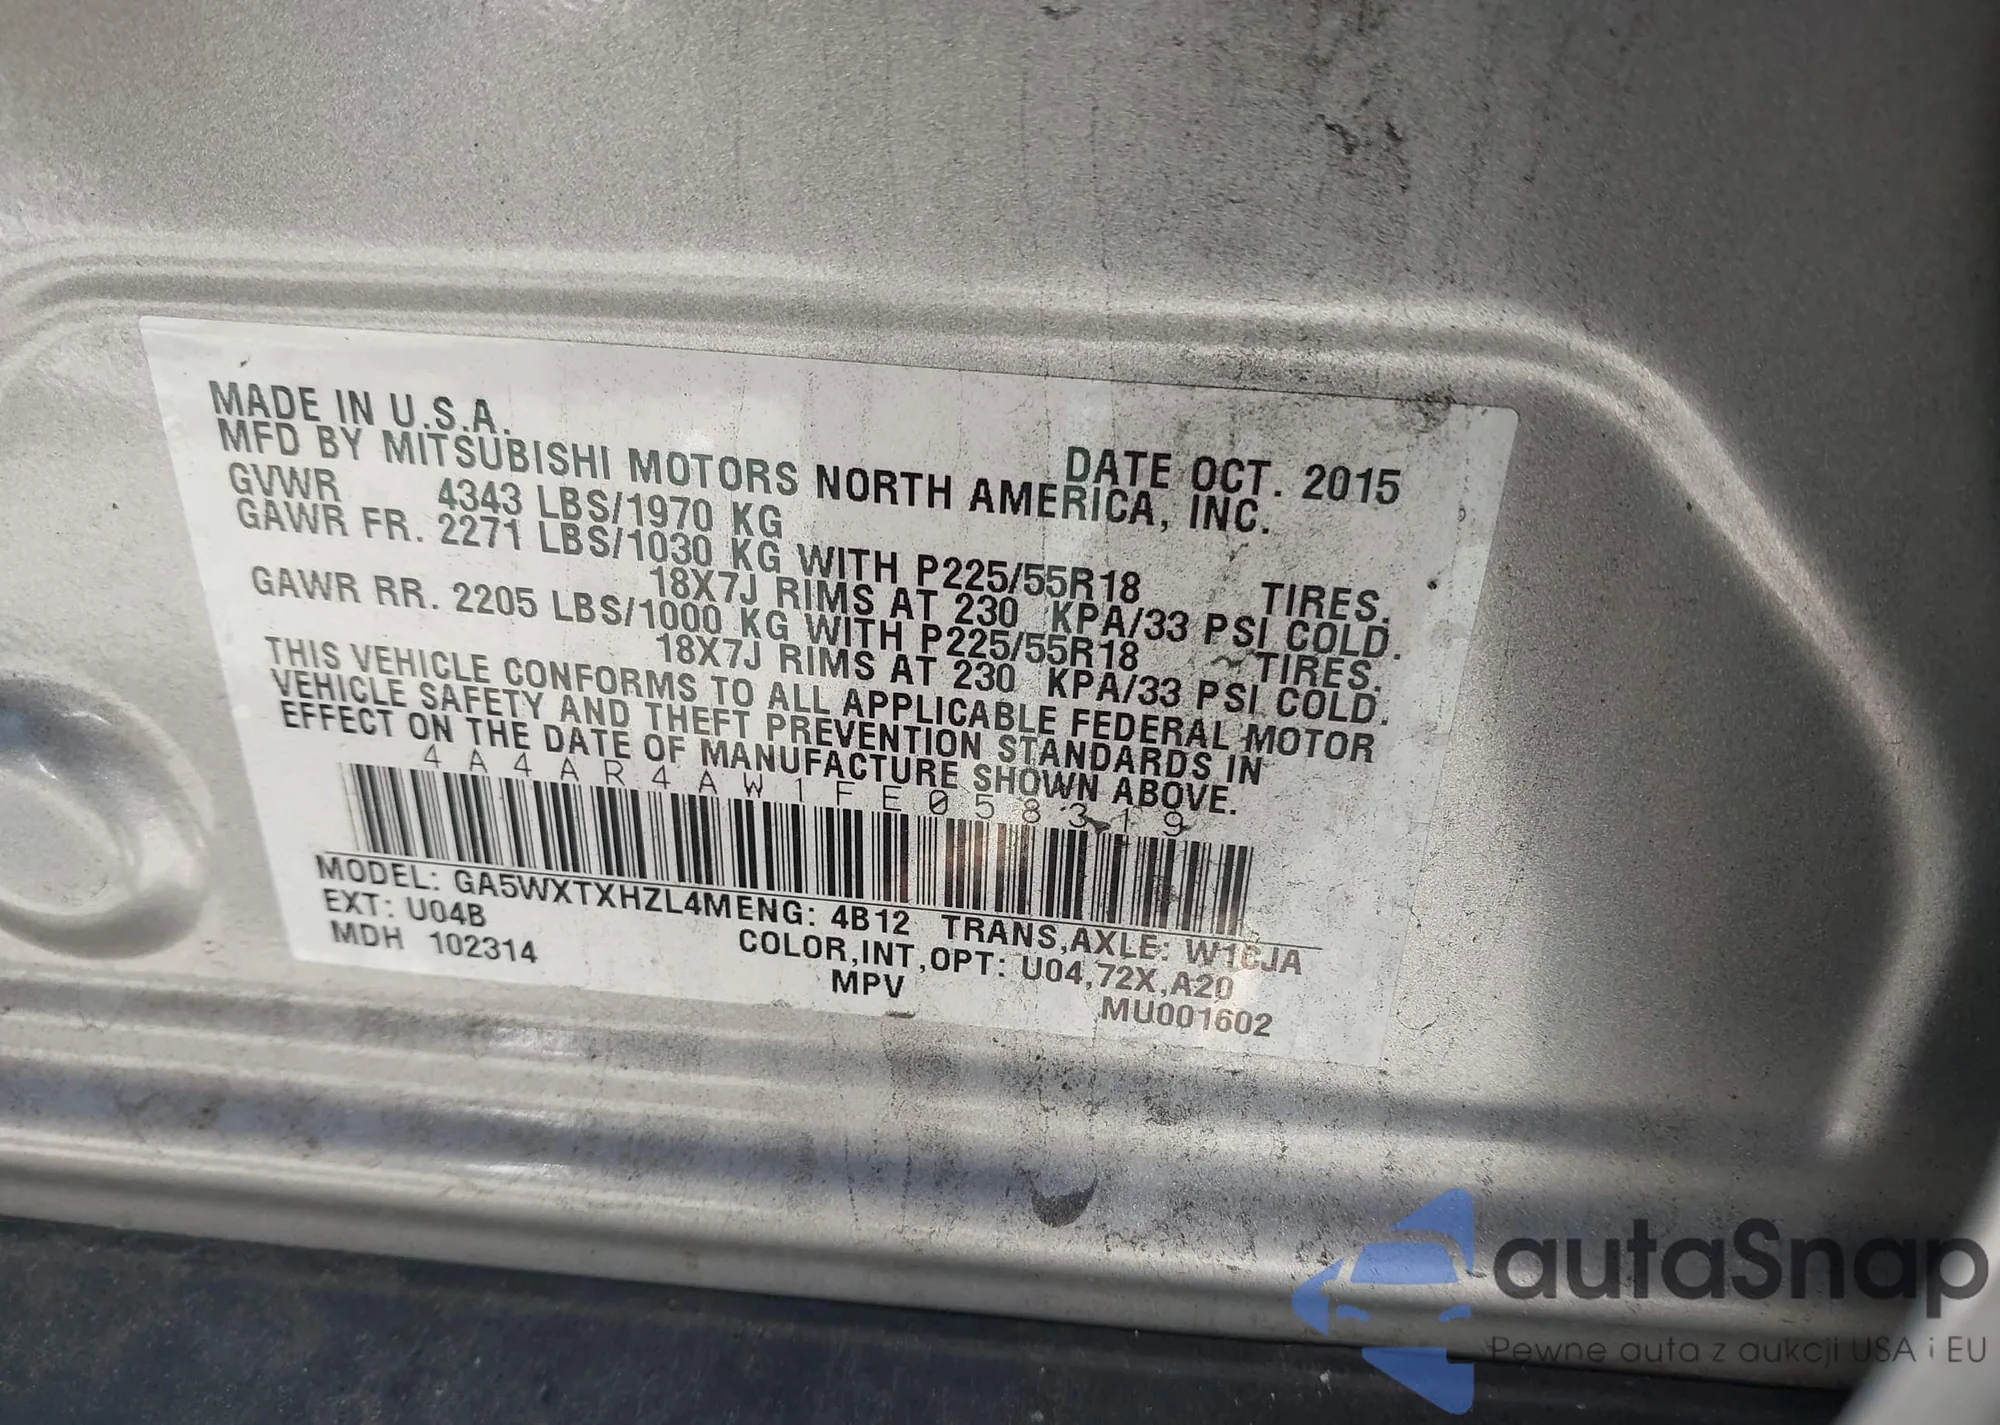 MADE IN U.S.A.
DATE OCT. 2015
MFD BY MITSUBISHI MOTORS NORTH AMERICA, INC.
GVWR 4343 LBS/1970 KG
GAWR FR. 2271 LBS/1030 KG WITH P225/55R18 TIRES.
18X7J RIMS AT 230 KPA/33 PSI COLD.
GAWR RR. 2205 LBS/1000 KG WITH P225/55R18 TIRES.
18X7J RIMS AT 230 KPA/33 PSI COLD.
THIS VEHICLE CONFORMS TO ALL APPLICABLE FEDERAL MOTOR
VEHICLE SAFETY AND THEFT PREVENTION STANDARDS IN
EFFECT ON THE DATE OF MANUFACTURE SHOWN ABOVE.
4A4AR4AW1FE058319
MODEL: GA5WXTXHZL4MENG: 4B12 TRANS,AXLE: W1CJA
EXT: U04B COLOR,INT,OPT: U04,72X,A20
MDH 102314 MPV MU001602
autaSnap
Pewne auta z aukcji USA i EU